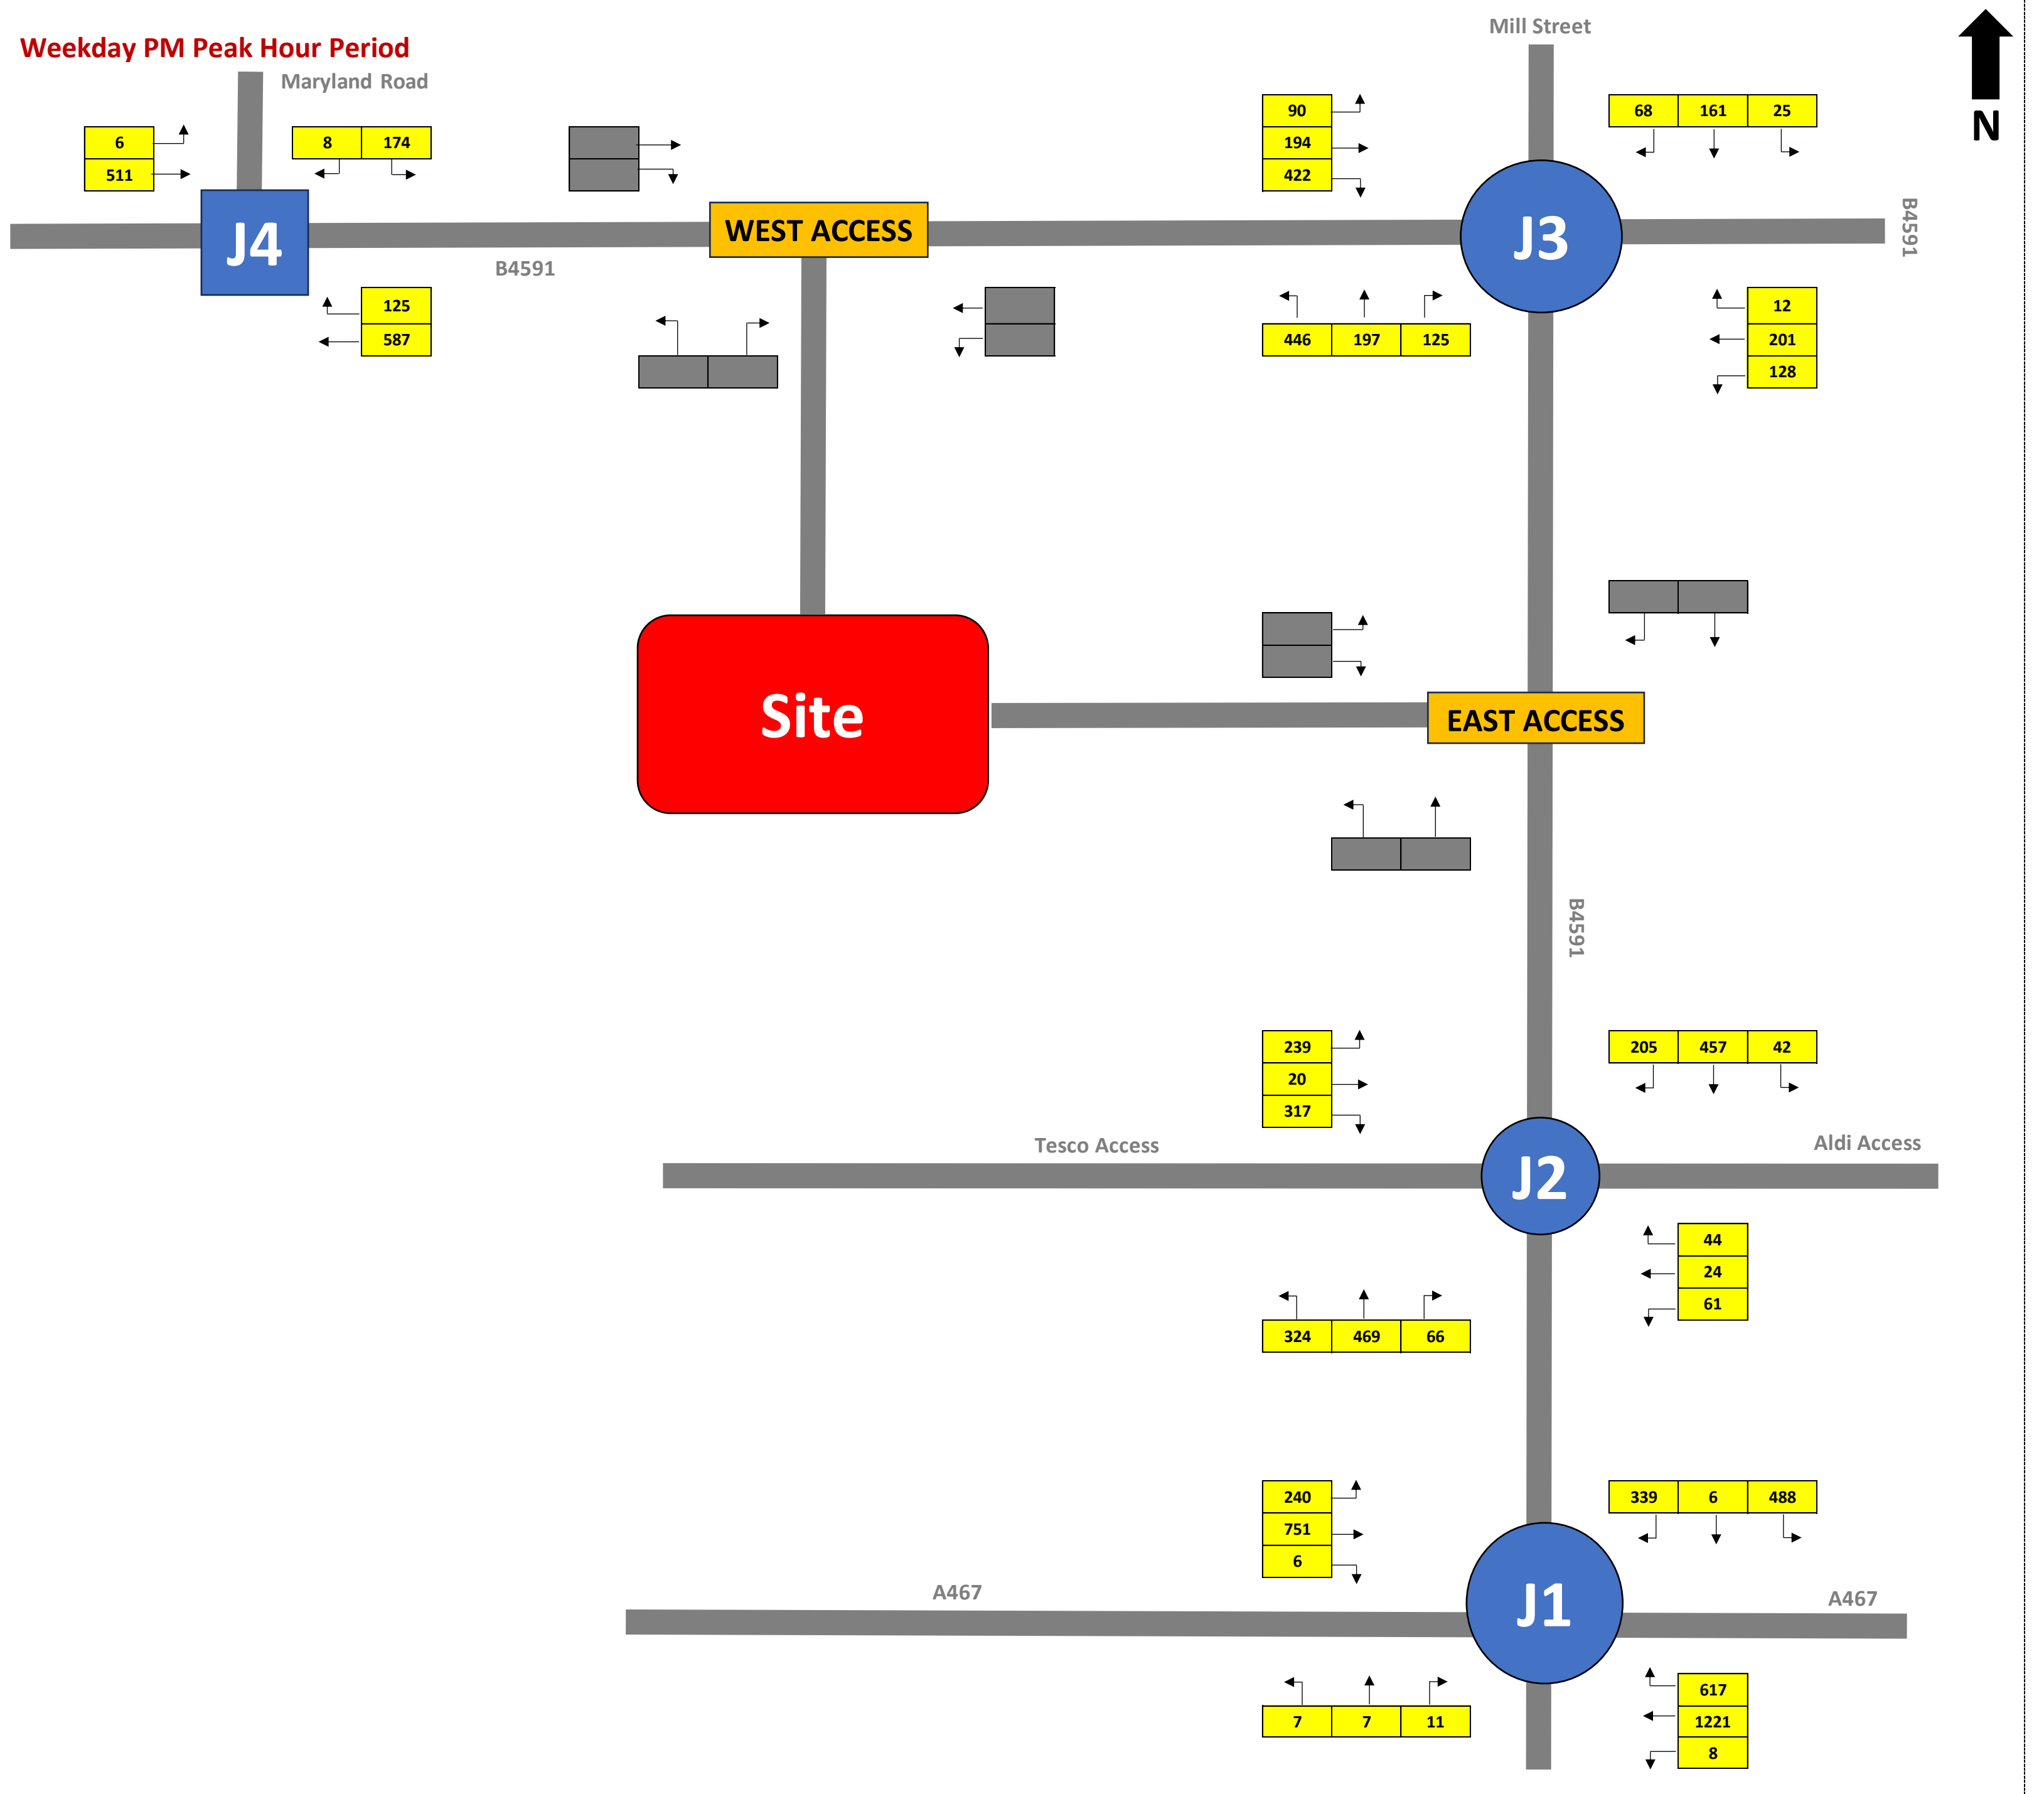 Mill Street
Weekday PM Peak Hour Period
Maryland Road
N
6
511
8 174
90
194
422
68 161 25
J4
WEST ACCESS
J3
B4591
B4591
125
587
446 197 125
12
201
128
Site
EAST ACCESS
B4591
239
20
317
205 457 42
Tesco Access
Aldi Access
J2
44
24
61
324 469 66
240
751
6
339 6 488
A467
A467
J1
7 7 11
617
1221
8